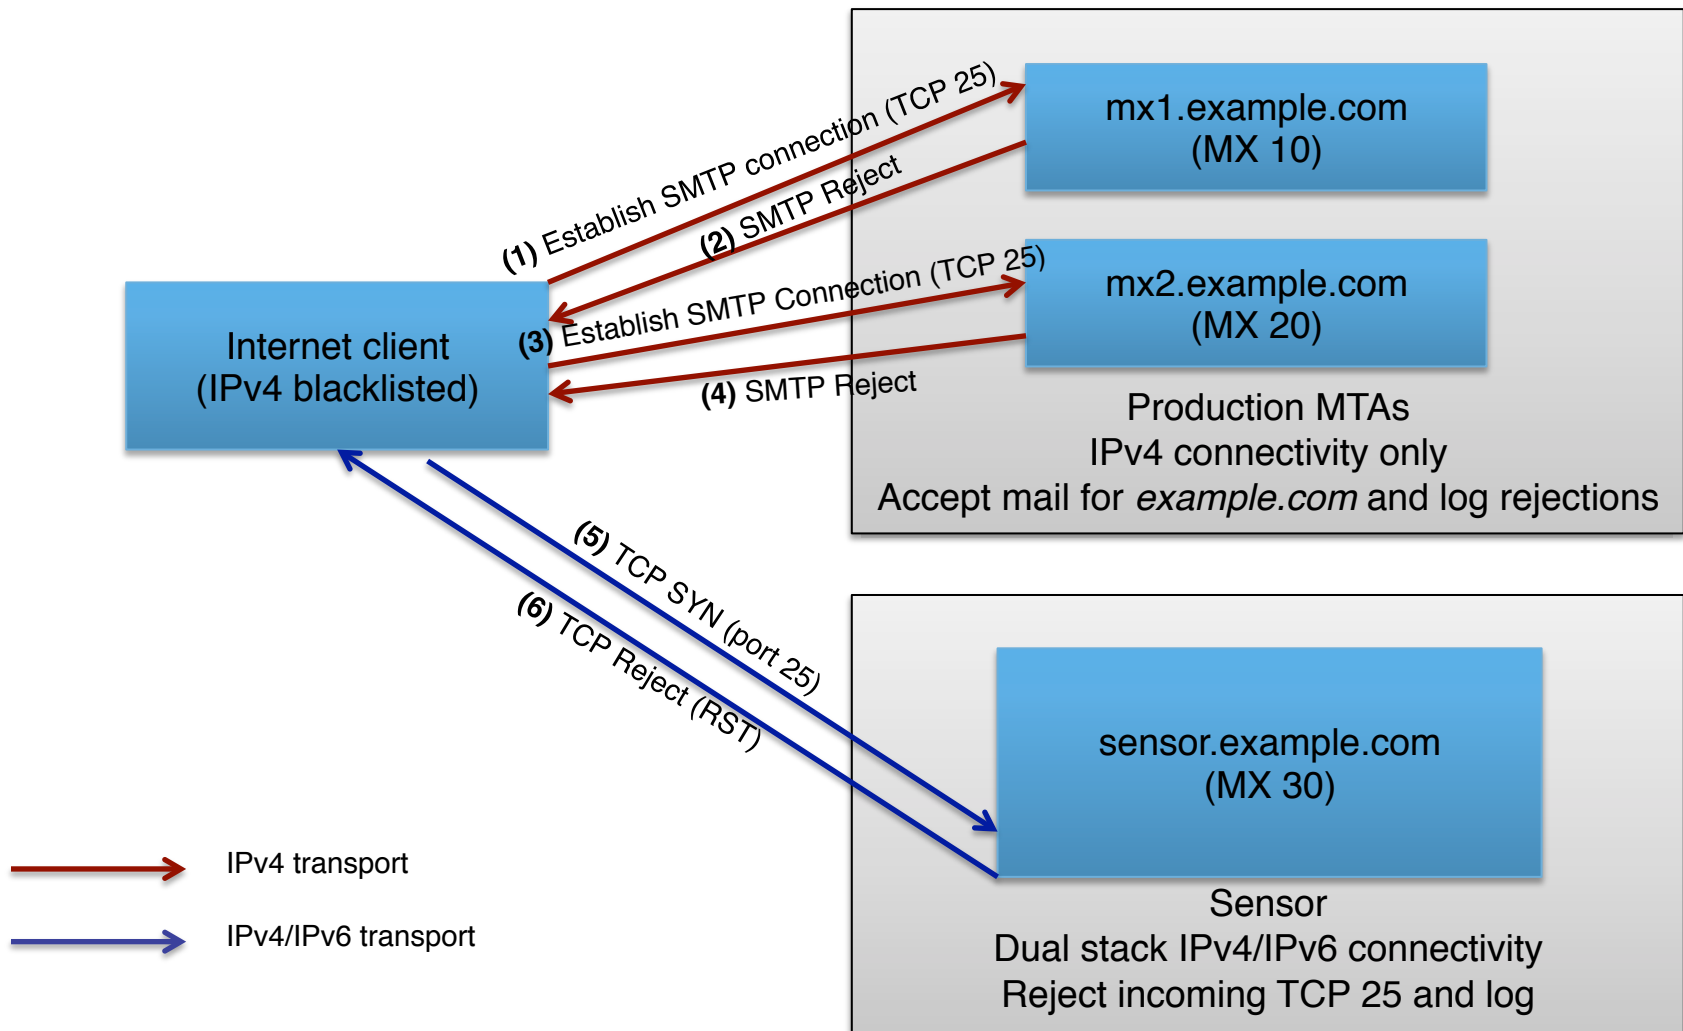 mx1.example.com
(MX 10)
(1) Establish SMTP connection (TCP 25)
(2) SMTP Reject
mx2.example.com
(MX 20)
(3) Establish SMTP Connection (TCP 25)
(4) SMTP Reject
Internet client
(IPv4 blacklisted)
Production MTAs
IPv4 connectivity only
Accept mail for example.com and log rejections
(5) TCP SYN (port 25)
(6) TCP Reject (RST)
sensor.example.com
(MX 30)
Sensor
Dual stack IPv4/IPv6 connectivity
Reject incoming TCP 25 and log
IPv4 transport
IPv4/IPv6 transport